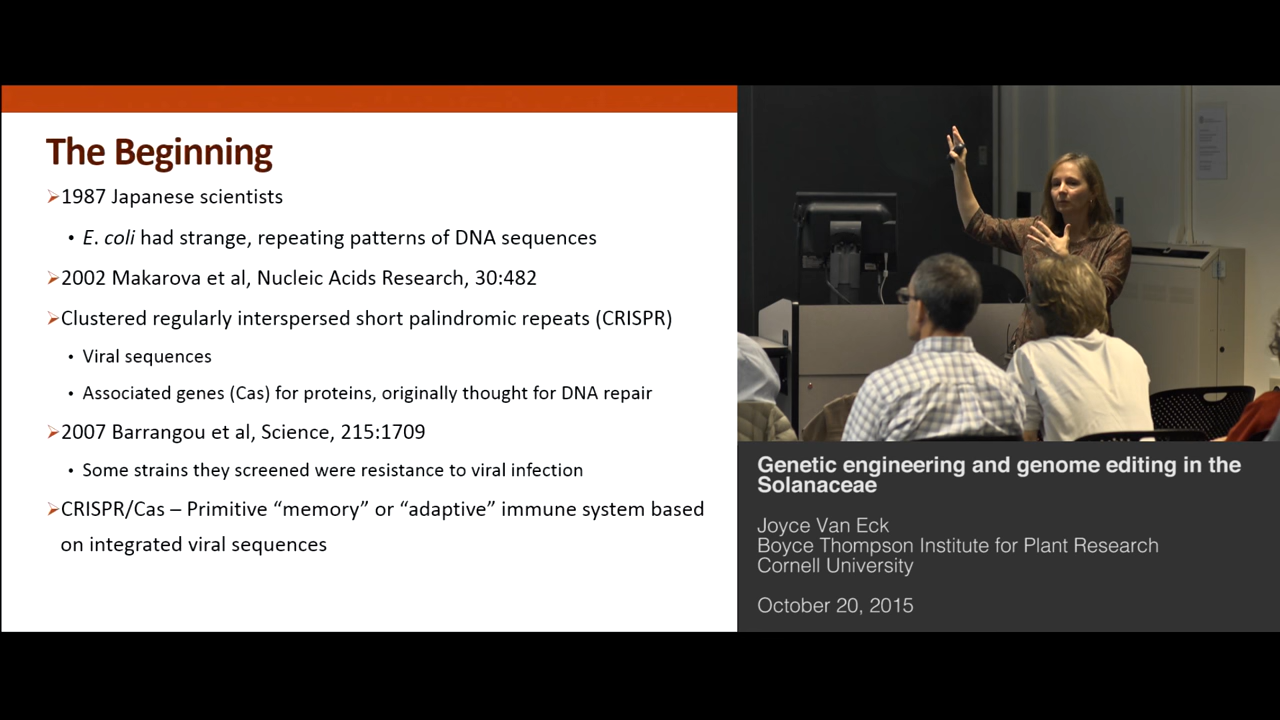 The Beginning
➢1987 Japanese scientists
• E. coli had strange, repeating patterns of DNA sequences
➢2002 Makarova et al, Nucleic Acids Research, 30:482
➢Clustered regularly interspersed short palindromic repeats (CRISPR)
• Viral sequences
• Associated genes (Cas) for proteins, originally thought for DNA repair
➢2007 Barrangou et al, Science, 215:1709
• Some strains they screened were resistance to viral infection
➢CRISPR/Cas – Primitive “memory” or “adaptive” immune system based
on integrated viral sequences
Genetic engineering and genome editing in the
Solanaceae
Joyce Van Eck
Boyce Thompson Institute for Plant Research
Cornell University
October 20, 2015